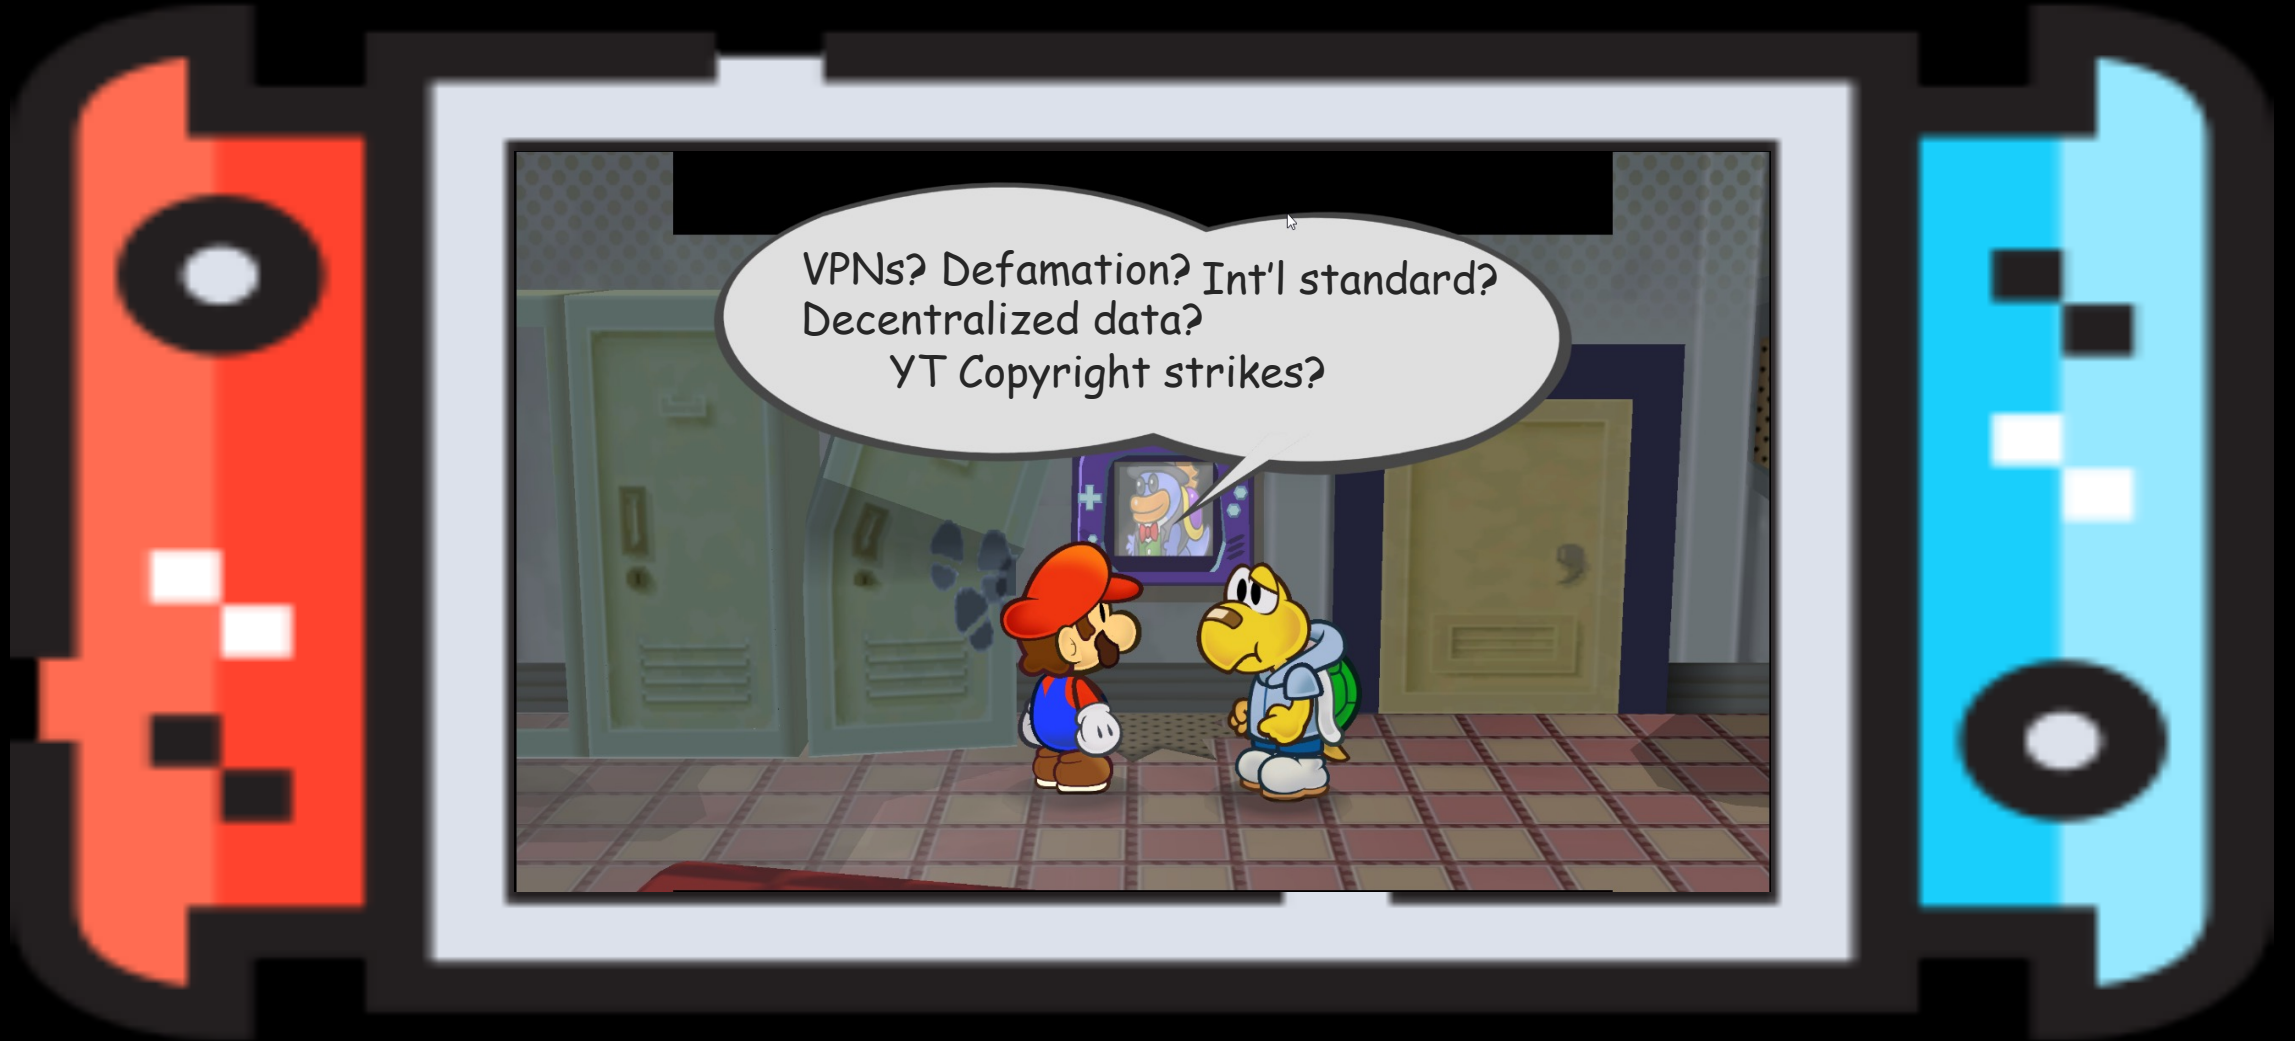 VPNs? Defamation? Int'l standard?
Decentralized data?
YT Copyright strikes?